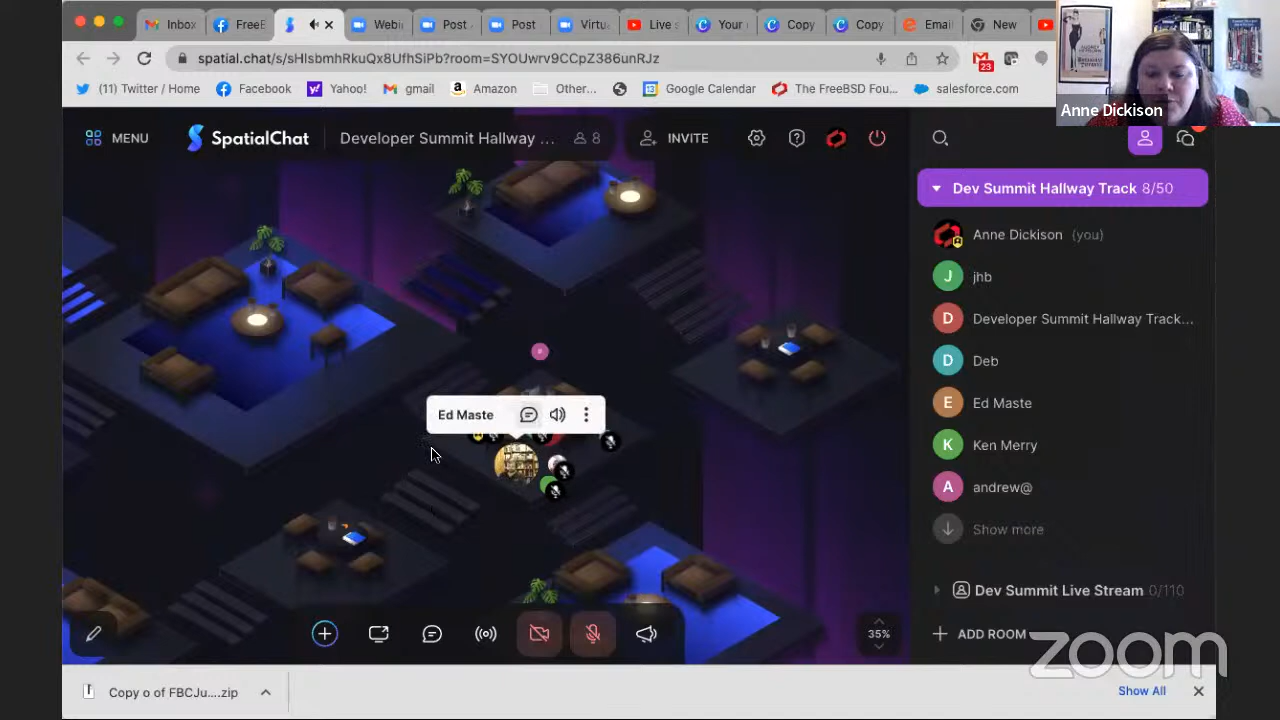 Inbox
FreeB
Webi
Post
Post
Virtu
Live s
Your
Copy
Copy
Emai
New
spatial.chat/s/sHIsbmhRkuQx8UfhSiPb?room=SYOUwrv9CCpZ386unRJz
23
(11) Twitter / Home
Facebook
Yahoo!
gmail
Amazon
Other...
Google Calendar
The FreeBSD Fou...
salesforce.com
Anne Dickison
MENU
SpatialChat
Developer Summit Hallway ...
8
INVITE
Dev Summit Hallway Track 8/50
Anne Dickison (you)
J jhb
D Developer Summit Hallway Track...
D Deb
E Ed Maste
K Ken Merry
A andrew@
Show more
Ed Maste
Dev Summit Live Stream 0/110
ADD ROOM
35%
zoom
Copy o of FBCJu....zip
Show All